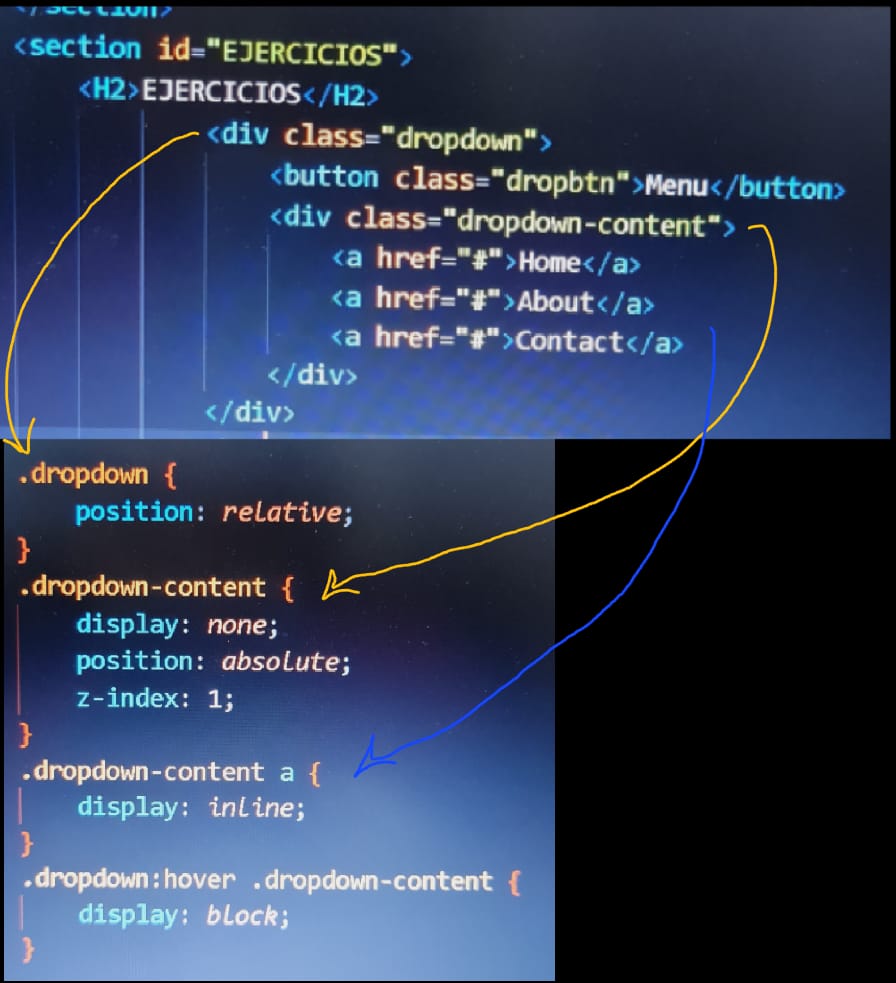 </section>
<section id="EJERCICIOS">
<H2>EJERCICIOS</H2>
<div class="dropdown">
<button class="dropbtn">Menu</button>
<div class="dropdown-content">
<a href="#">Home</a>
<a href="#">About</a>
<a href="#">Contact</a>
</div>
</div>
.dropdown {
position: relative;
}
.dropdown-content {
display: none;
position: absolute;
z-index: 1;
}
.dropdown-content a {
display: inline;
}
.dropdown:hover .dropdown-content {
display: block;
}